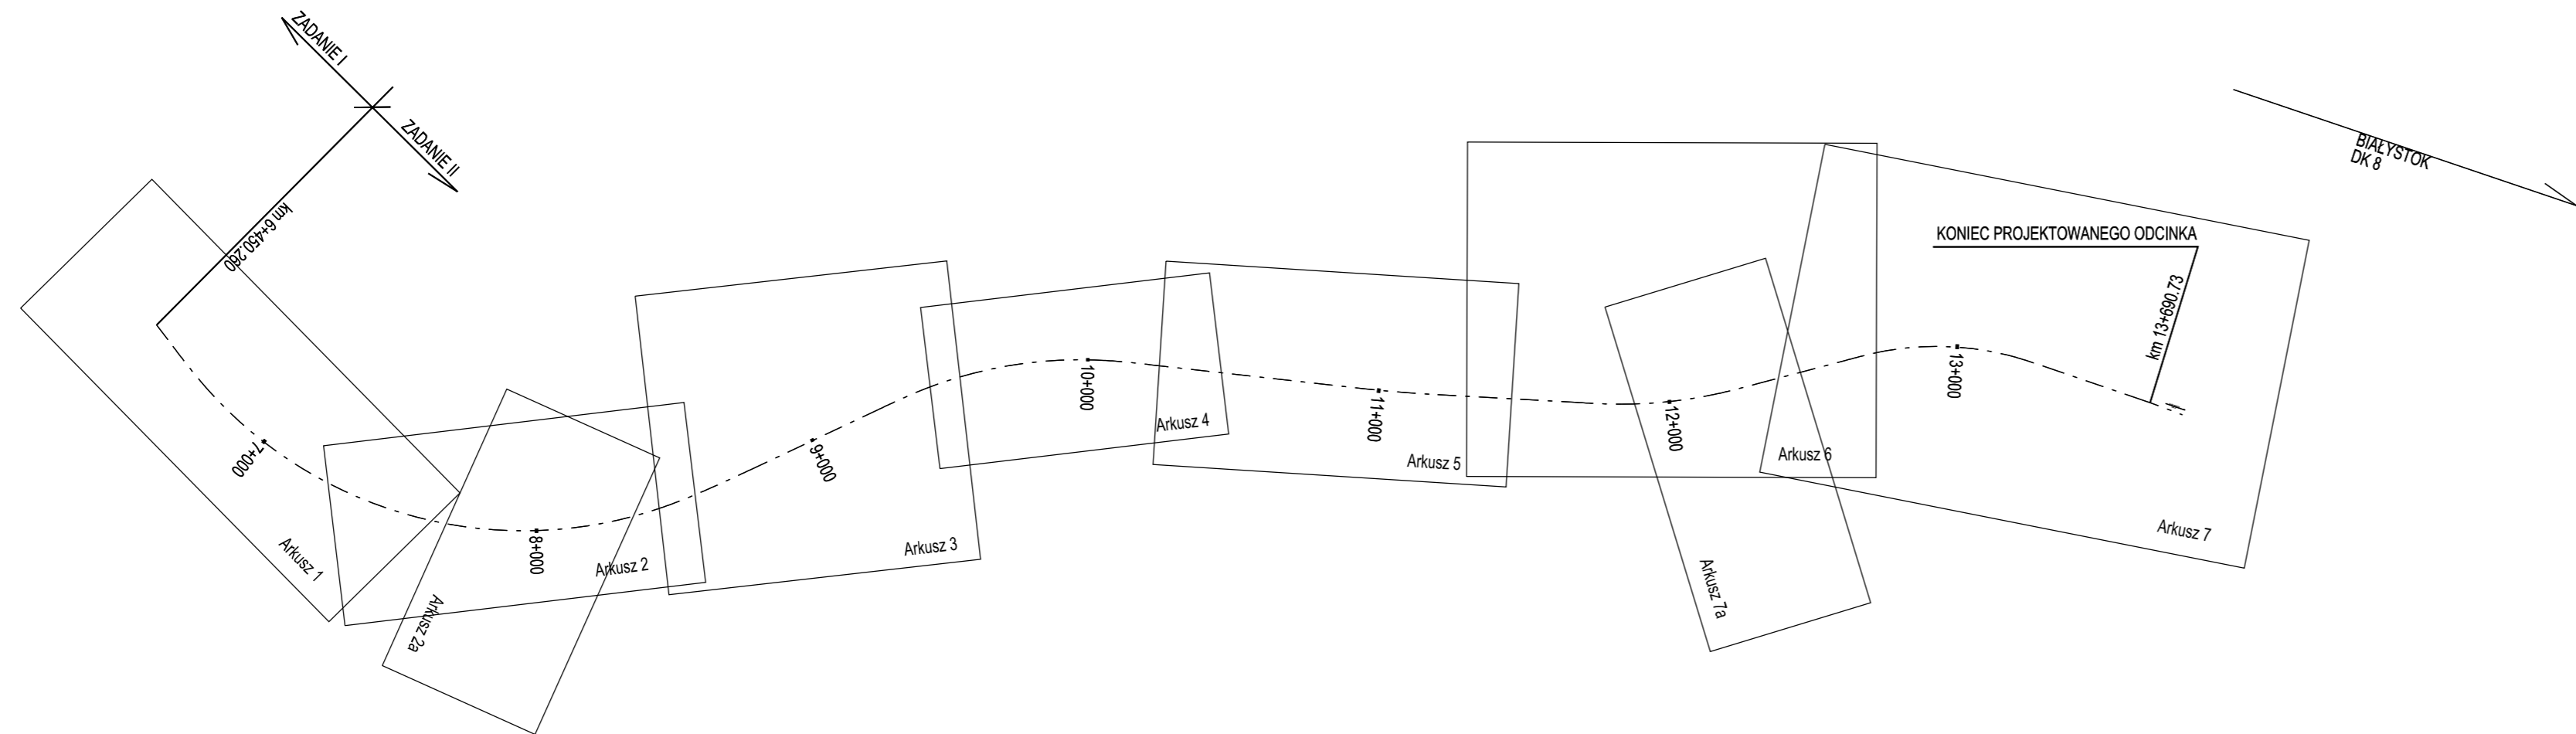 ZADANIE I
ZADANIE II
km 6+450.260
BIAŁYSTOK
DK 8
KONIEC PROJEKTOWANEGO ODCINKA
km 13+690.73
7+000
8+000
9+000
10+000
11+000
12+000
13+000
Arkusz 1
Arkusz 2
Arkusz 2a
Arkusz 3
Arkusz 4
Arkusz 5
Arkusz 6
Arkusz 7
Arkusz 7a